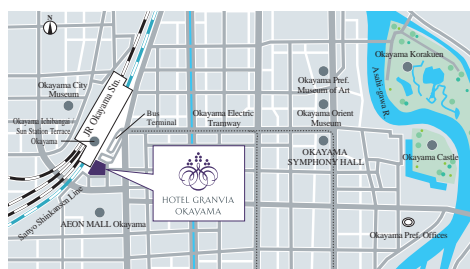 N
Okayama City
Museum
JR Okayama Stn.
Okayama Ichibangai /
Sun Station Terrace
Okayama
Bus
Terminal
Okayama Electric
Tramway
Okayama Pref.
Museum of Art
Okayama Orient
Museum
OKAYAMA
SYMPHONY HALL
Okayama Korakuen
Asahi-gawa R.
Okayama Castle
Sanyo Shinkansen Line
HOTEL GRANVIA
OKAYAMA
AEON MALL Okayama
Okayama Pref. Offices